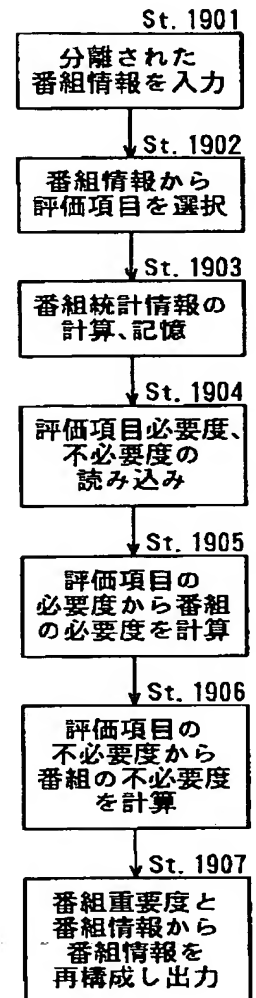 St. 1901
分離された
番組情報を入力
St. 1902
番組情報から
評価項目を選択
St. 1903
番組統計情報の
計算、記憶
St. 1904
評価項目必要度、
不必要度の
読み込み
St. 1905
評価項目の
必要度から番組
の必要度を計算
St. 1906
評価項目の
不必要度から
番組の不必要度
を計算
St. 1907
番組重要度と
番組情報から
番組情報を
再構成し出力